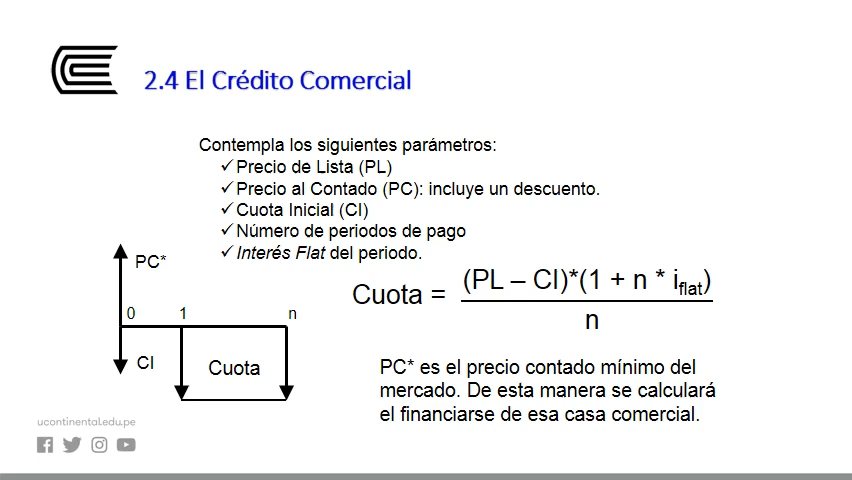 2.4 El Crédito Comercial
Contempla los siguientes parámetros:
✓Precio de Lista (PL)
✓Precio al Contado (PC): incluye un descuento.
✓Cuota Inicial (CI)
✓Número de periodos de pago
✓Interés Flat del periodo.
PC*
0 1 n
CI
Cuota
Cuota = (PL – CI)*(1 + n * iflat)
n
PC* es el precio contado mínimo del
mercado. De esta manera se calculará
el financiarse de esa casa comercial.
ucontinental.edu.pe